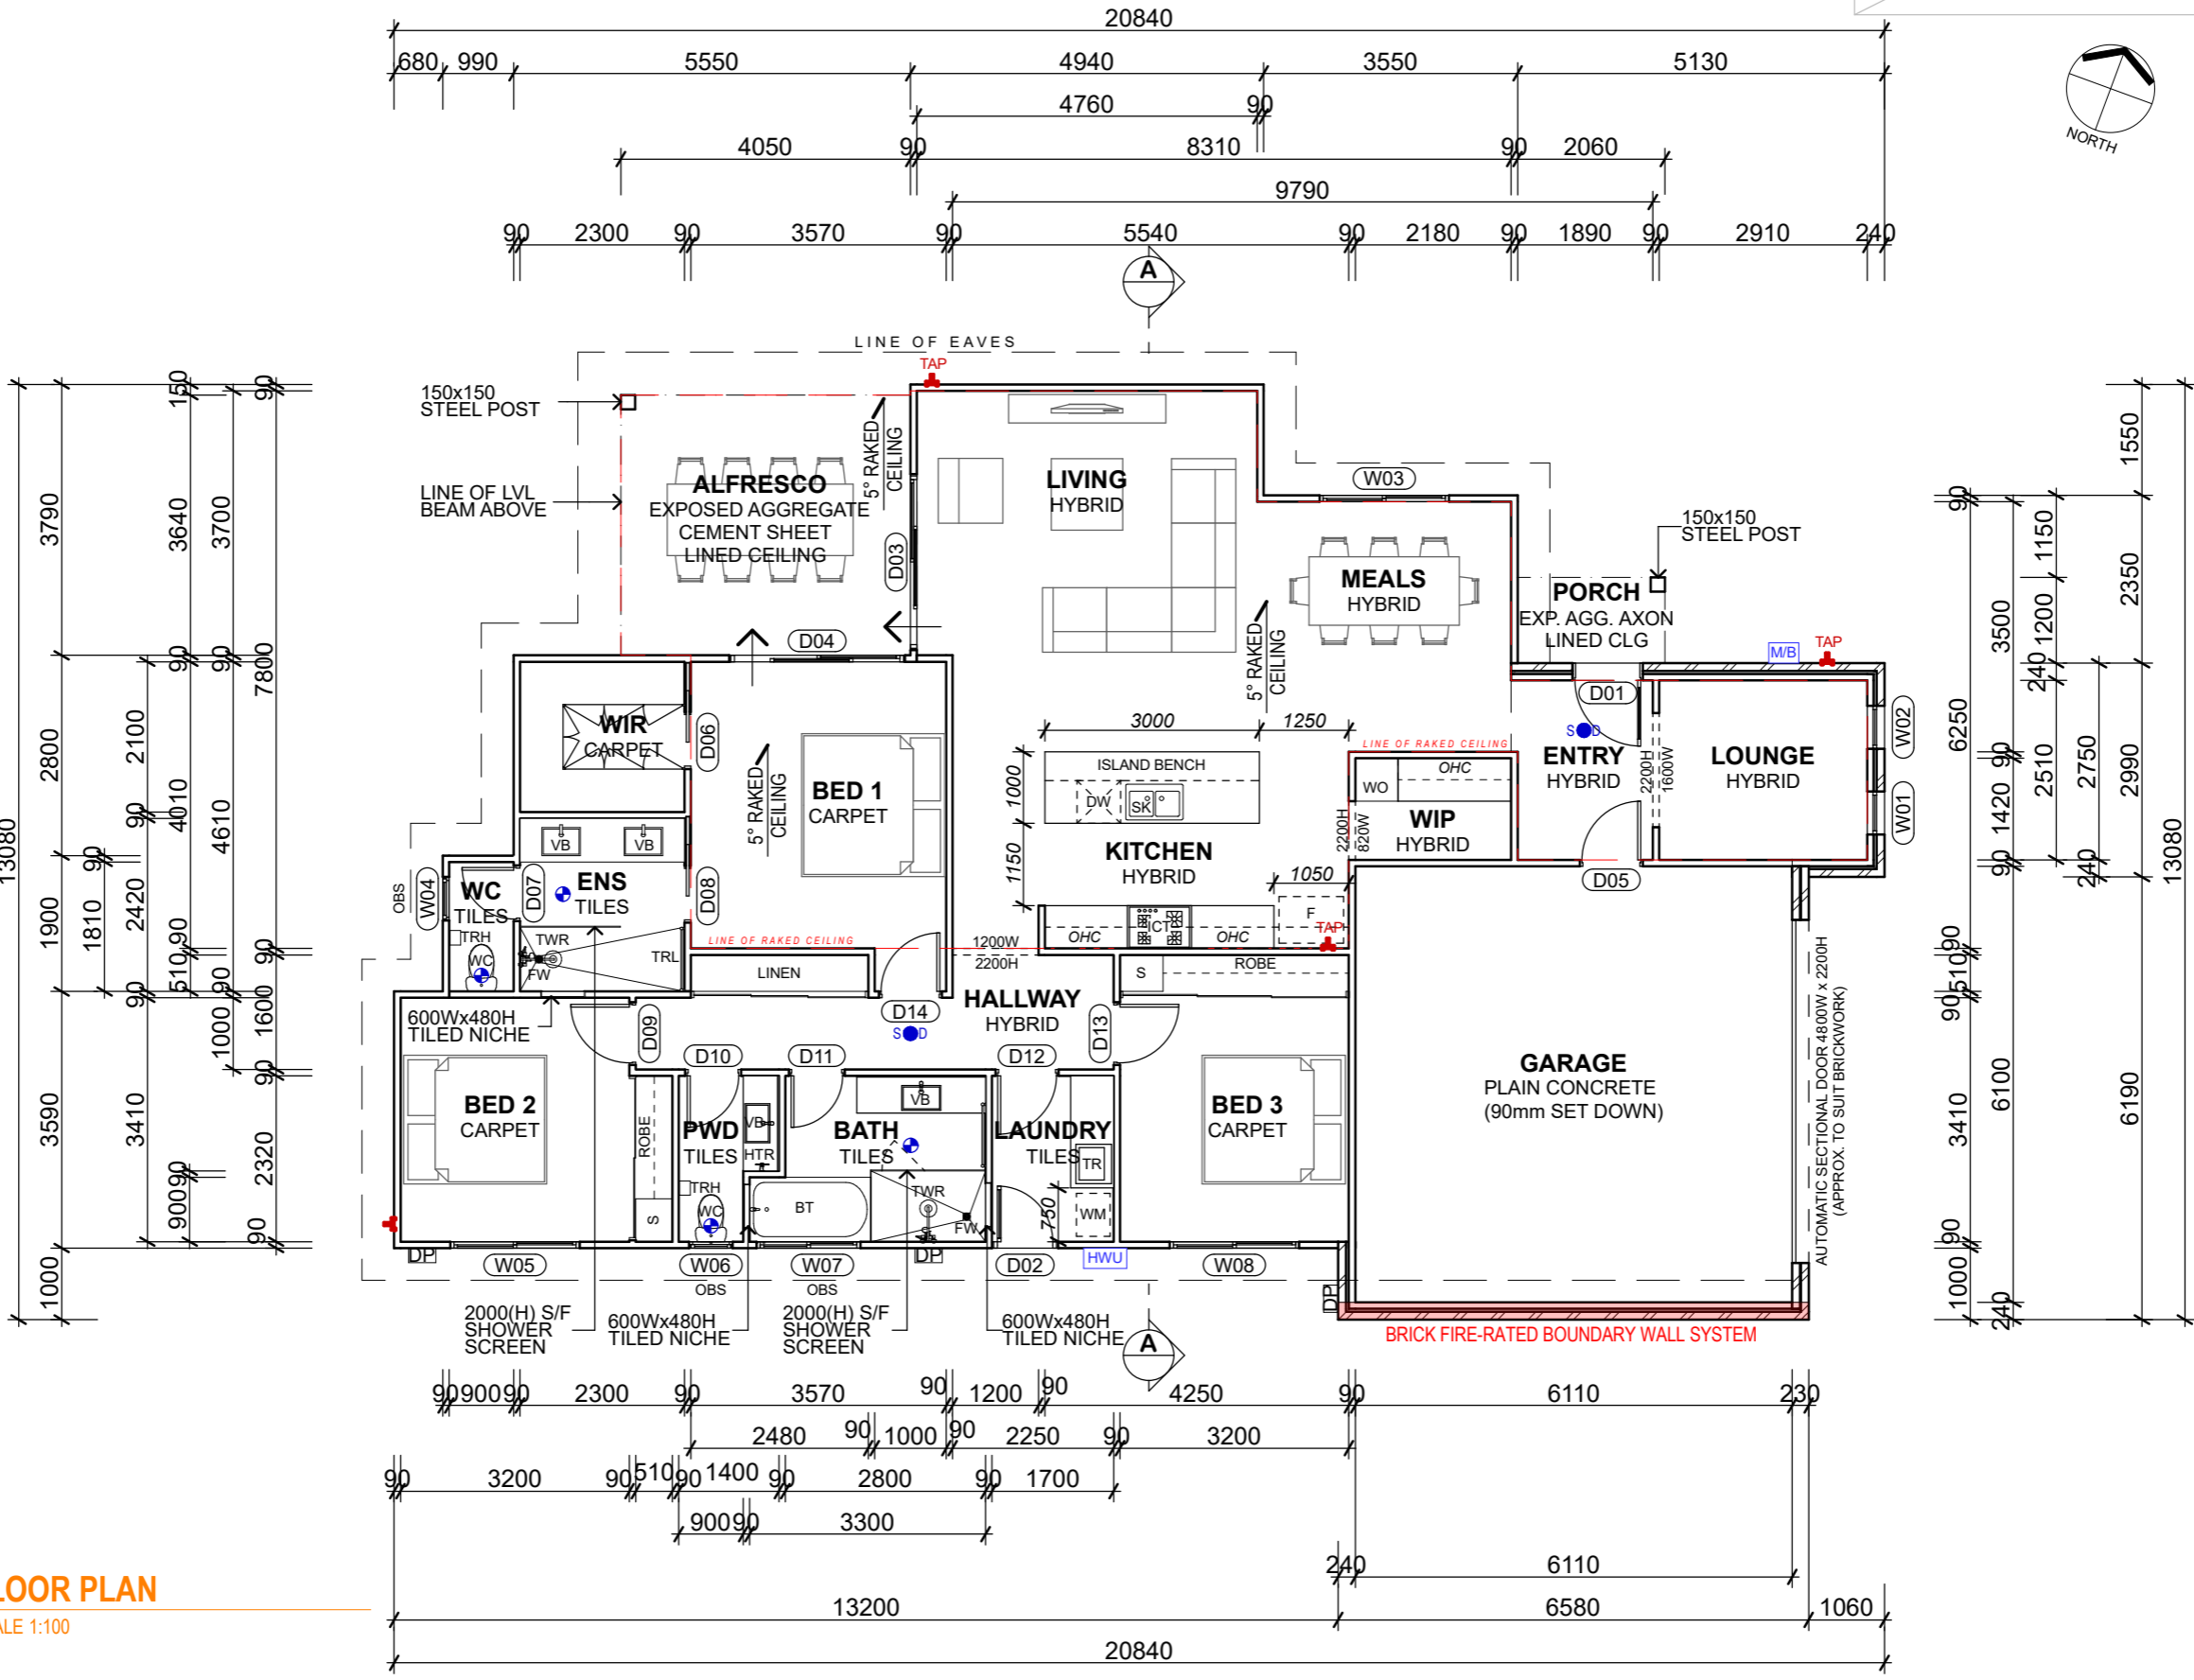 20840
680 990 5550 4940 3550 5130
4760 90
4050 90 8310 90 2060
9790
90 2300 90 3570 90 5540 90 2180 90 1890 90 2910 240
NORTH
A
LINE OF EAVES
TAP
150x150
STEEL POST
LINE OF LVL
BEAM ABOVE
ALFRESCO
EXPOSED AGGREGATE
CEMENT SHEET
LINED CEILING
5° RAKED
CEILING
D03
D04
LIVING
HYBRID
W03
MEALS
HYBRID
5° RAKED
CEILING
150x150
STEEL POST
PORCH
EXP. AGG. AXON
LINED CLG
M/B
TAP
D01
SD
ENTRY
HYBRID
2200H
1600W
LOUNGE
HYBRID
W02
W01
WIR
CARPET
D06
5° RAKED
CEILING
BED 1
CARPET
3000 1250
1000
1150
ISLAND BENCH
DW
SK
LINE OF RAKED CEILING
WO
OHC
WIP
HYBRID
2200H
820W
KITCHEN
HYBRID
1050
F
TAP
OHC
ICT
OHC
D05
VB
VB
WC
TILES
W04
OBS
D07
ENS
TILES
D08
TRH
WC
TWR
FW
TRL
LINE OF RAKED CEILING
1200W
2200H
LINEN
S
ROBE
600Wx480H
TILED NICHE
D09
D14
SD
HALLWAY
HYBRID
D13
D10
D11
D12
BED 2
CARPET
ROBE
S
PWD
TILES
VB
HTR
TRH
WC
BATH
TILES
VB
BT
TWR
FW
LAUNDRY
TILES
TR
750
WM
BED 3
CARPET
GARAGE
PLAIN CONCRETE
(90mm SET DOWN)
AUTOMATIC SECTIONAL DOOR 4800W x 2200H
(APPROX. TO SUIT BRICKWORK)
DP
W05
W06
OBS
W07
OBS
DP
D02
HWU
W08
DP
2000(H) S/F
SHOWER
SCREEN
600Wx480H
TILED NICHE
2000(H) S/F
SHOWER
SCREEN
600Wx480H
TILED NICHE
A
BRICK FIRE-RATED BOUNDARY WALL SYSTEM
13080
3790 2800 1900 3590 1000
90 1810
2100 90 2420 90 3410
150 3640 90 4010 90 510 90 900
3700 90 4610 90 1000
90 7800 90 1600 90 2320 90
90 6250 90 510 90 3410 90 1000
3500 90 1420 90 6100 240
1150 1200 240 2510
2750 240
1550 2350 2990 6190
13080
90 900 90 2300 90 3570 90 1200 90 4250 90 6110 230
2480 90 1000 90 2250 90 3200
90 3200 90 510 90 1400 90 2800 90 1700
900 90 3300
240 6110
13200 6580 1060
20840
LOOR PLAN
ALE 1:100